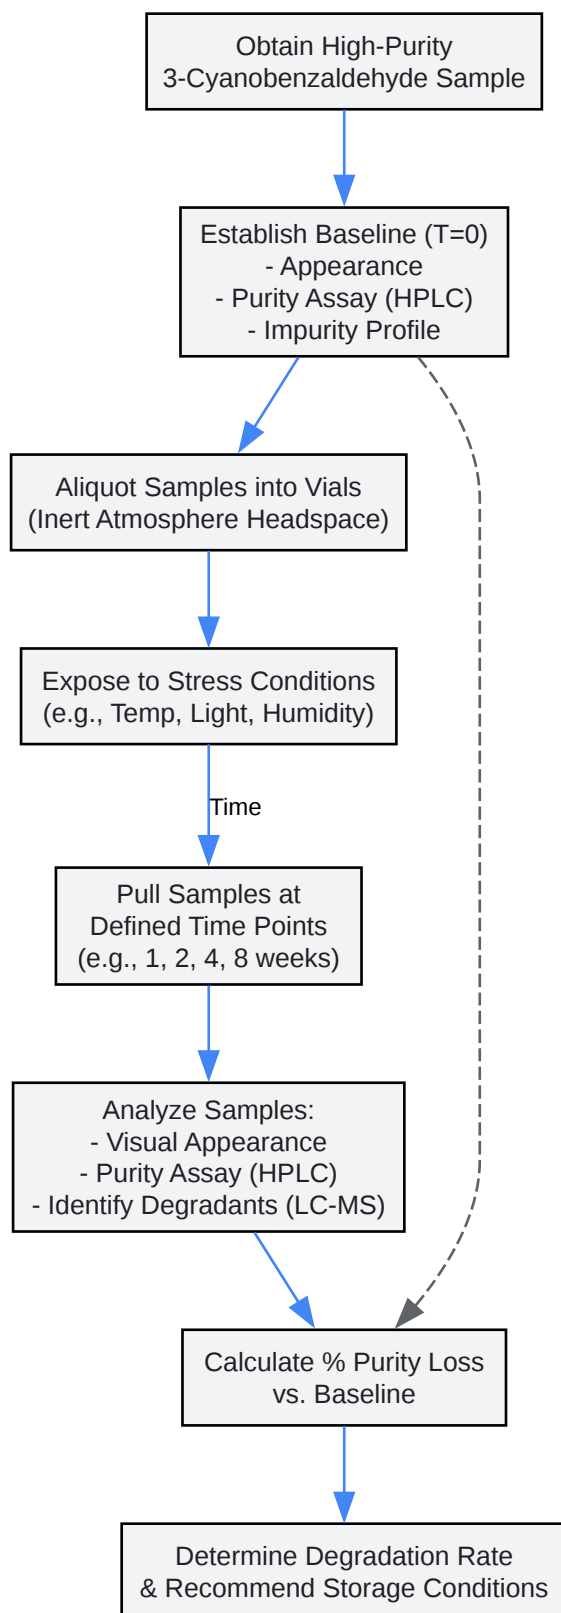 Obtain High-Purity
3-Cyanobenzaldehyde Sample
Establish Baseline (T=0)
- Appearance
- Purity Assay (HPLC)
- Impurity Profile
Aliquot Samples into Vials
(Inert Atmosphere Headspace)
Expose to Stress Conditions
(e.g., Temp, Light, Humidity)
Time
Pull Samples at
Defined Time Points
(e.g., 1, 2, 4, 8 weeks)
Analyze Samples:
- Visual Appearance
- Purity Assay (HPLC)
- Identify Degradants (LC-MS)
Calculate % Purity Loss
vs. Baseline
Determine Degradation Rate
& Recommend Storage Conditions